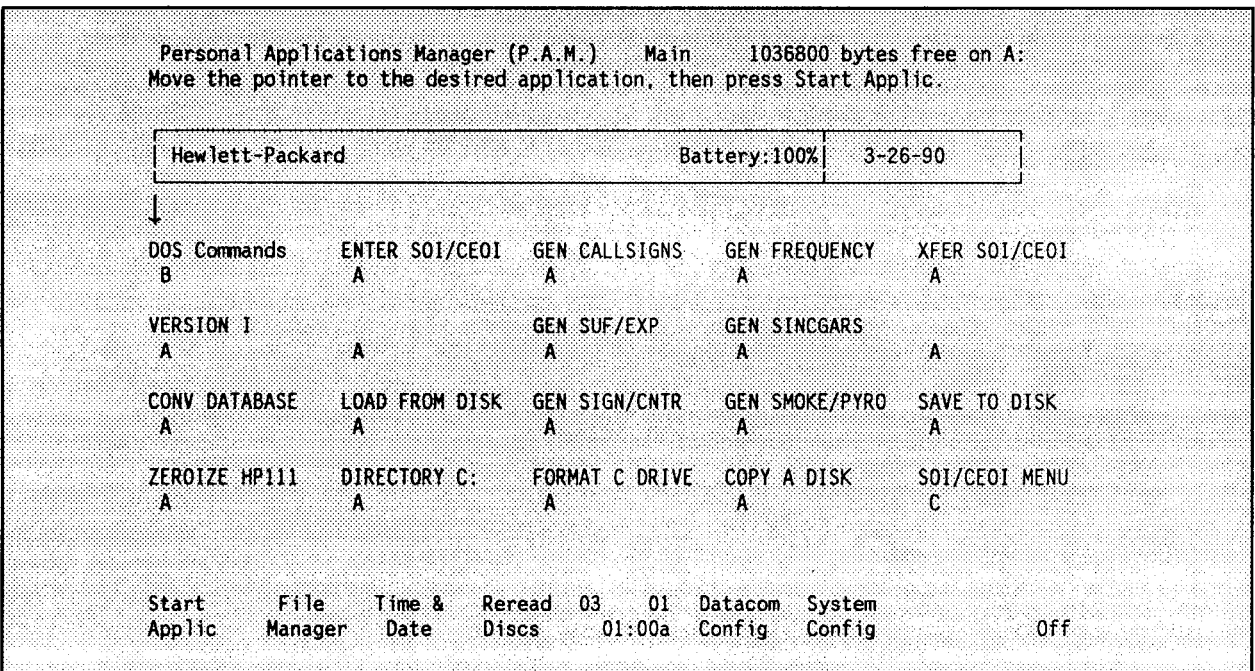 Personal Applications Manager (P.A.M.) Main 1036800 bytes free on A:
Move the pointer to the desired application, then press Start Applic.
Hewlett-Packard Battery:100% 3-26-90
DOS Commands ENTER SOI/CEOI GEN CALLSIGNS GEN FREQUENCY XFER SOI/CEOI
B A A A A
VERSION I GEN SUF/EXP GEN SINCGARS
A A A A A
CONV DATABASE LOAD FROM DISK GEN SIGN/CNTR GEN SMOKE/PYRO SAVE TO DISK
A A A A A
ZEROIZE HP111 DIRECTORY C: FORMAT C DRIVE COPY A DISK SOI/CEOI MENU
A A A A C
Start File Time & Reread 03 01 Datacom System
Applic Manager Date Discs 01:00a Config Config Off